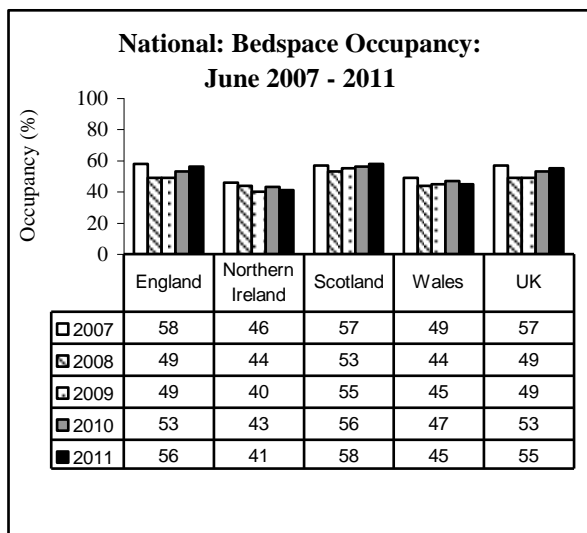 National: Bedspace Occupancy:
June 2007 - 2011
Occupancy (%)
100
80
60
40
20
0
England Northern Ireland Scotland Wales UK
2007 58 46 57 49 57
2008 49 44 53 44 49
2009 49 40 55 45 49
2010 53 43 56 47 53
2011 56 41 58 45 55